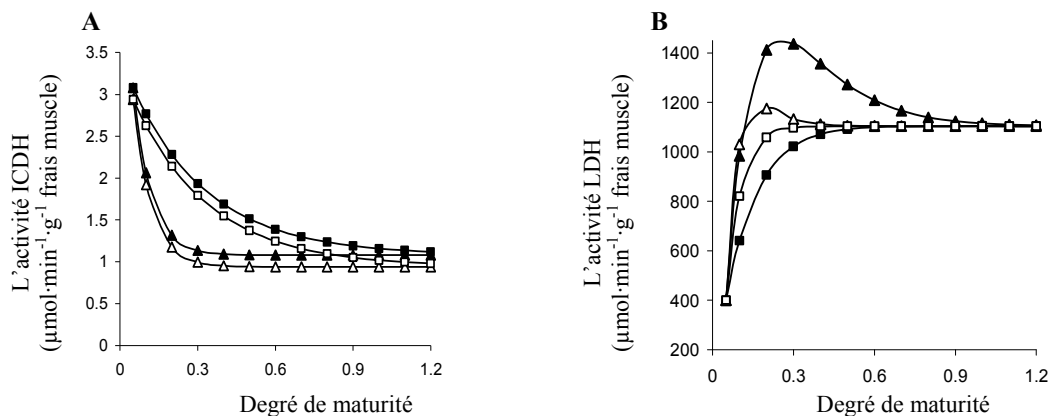 A
L'activité ICDH
(µmol·min⁻¹·g⁻¹ frais muscle)
3.5
3
2.5
2
1.5
1
0.5
0
0 0.3 0.6 0.9 1.2
Degré de maturité
B
L'activité LDH
(µmol·min⁻¹·g⁻¹ frais muscle)
1400
1200
1000
800
600
400
200
0 0.3 0.6 0.9 1.2
Degré de maturité